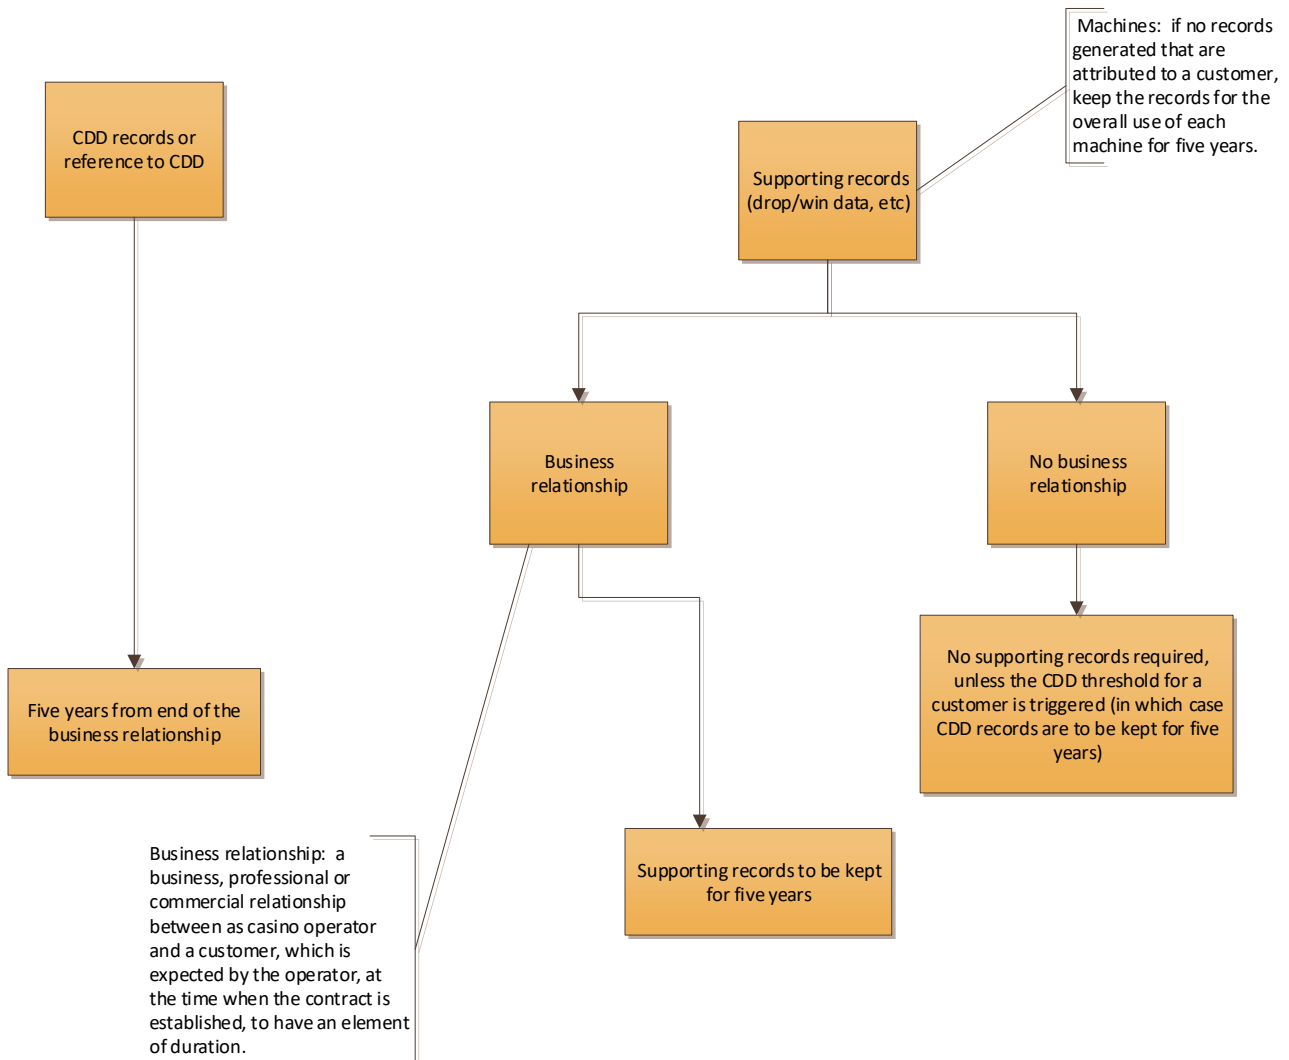 Machines: if no records
generated that are
attributed to a customer,
keep the records for the
overall use of each
machine for five years.
CDD records or
reference to CDD
Supporting records
(drop/win data, etc)
Business
relationship
No business
relationship
No supporting records required,
unless the CDD threshold for a
customer is triggered (in which case
CDD records are to be kept for five
years)
Five years from end of the
business relationship
Supporting records to be kept
for five years
Business relationship: a
business, professional or
commercial relationship
between as casino operator
and a customer, which is
expected by the operator, at
the time when the contract is
established, to have an element
of duration.